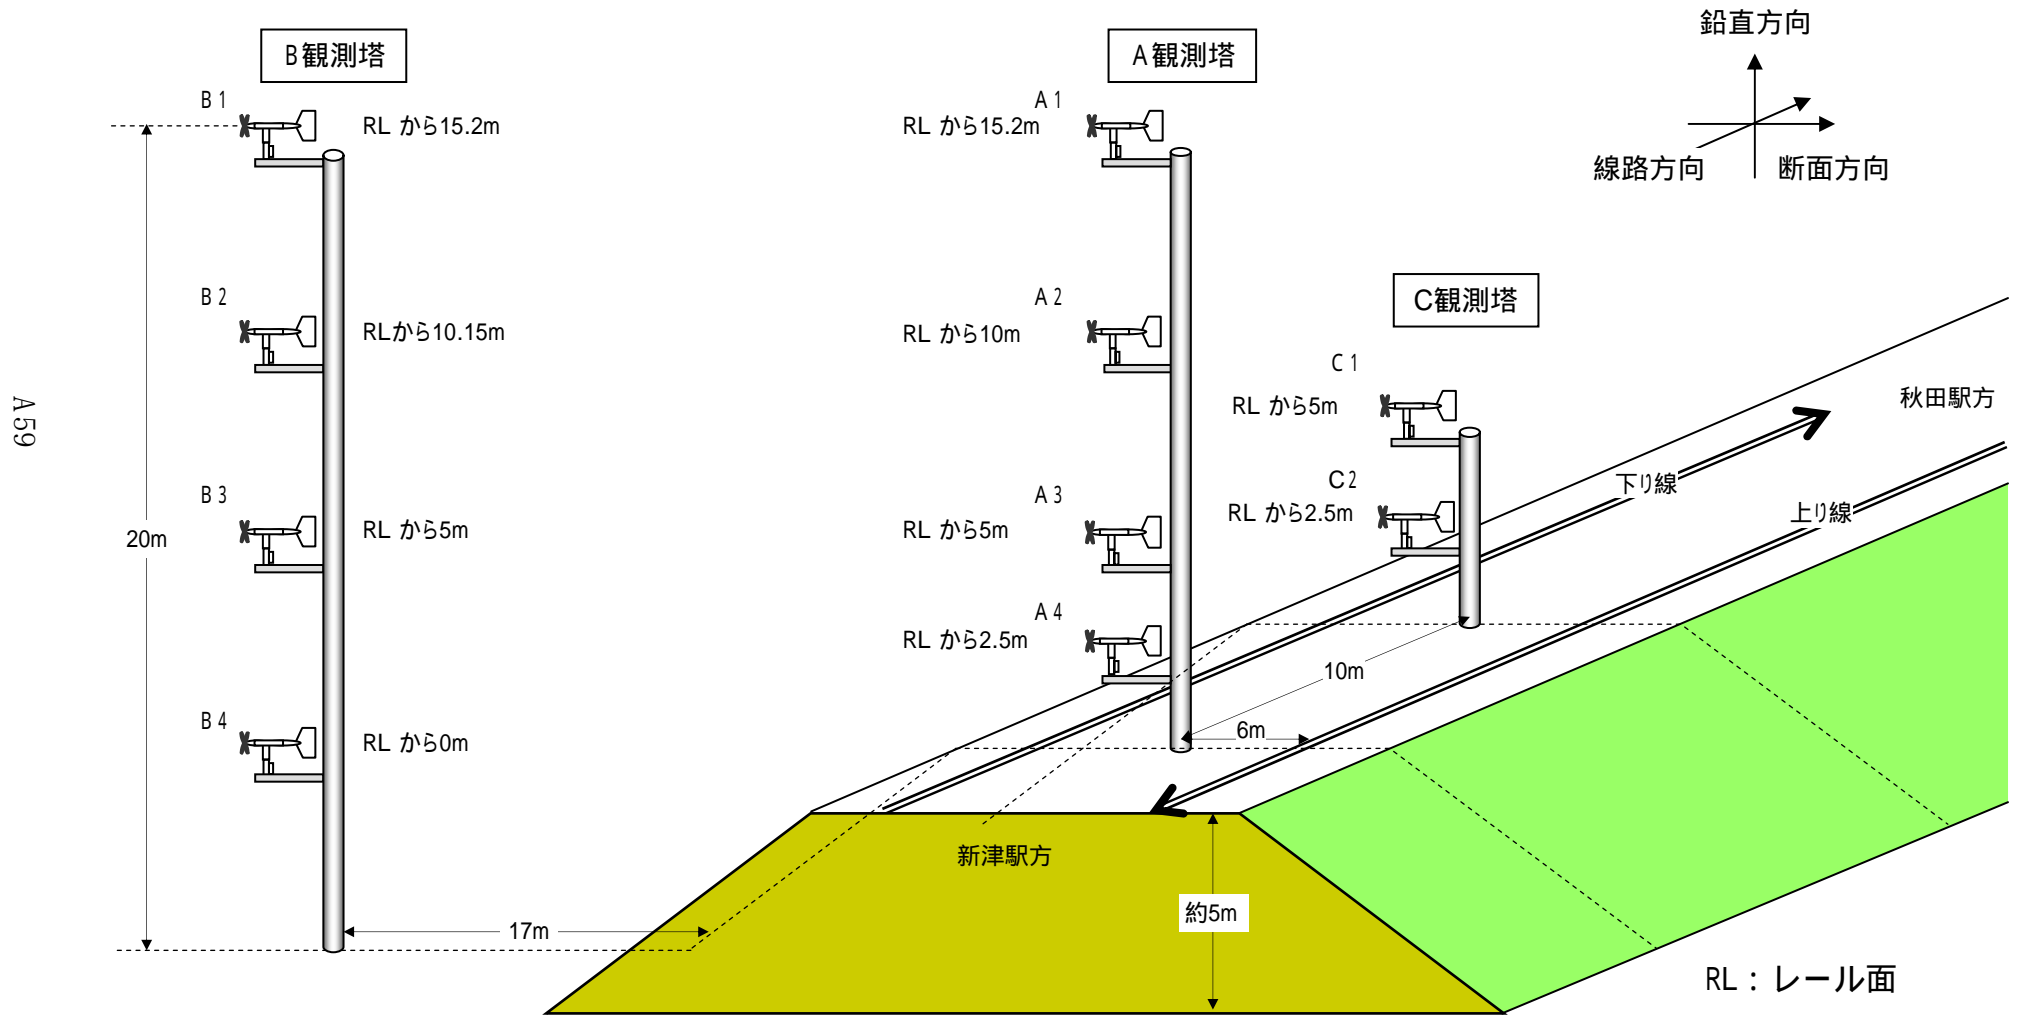 鉛直方向
線路方向
断面方向
B観測塔
A観測塔
C観測塔
B1
RL から15.2m
B2
RLから10.15m
B3
RL から5m
B4
RL から0m
20m
17m
A1
RL から15.2m
A2
RL から10m
A3
RL から5m
A4
RL から2.5m
C1
RL から5m
C2
RL から2.5m
秋田駅方
下り線
上り線
10m
6m
新津駅方
約5m
RL：レール面
A59